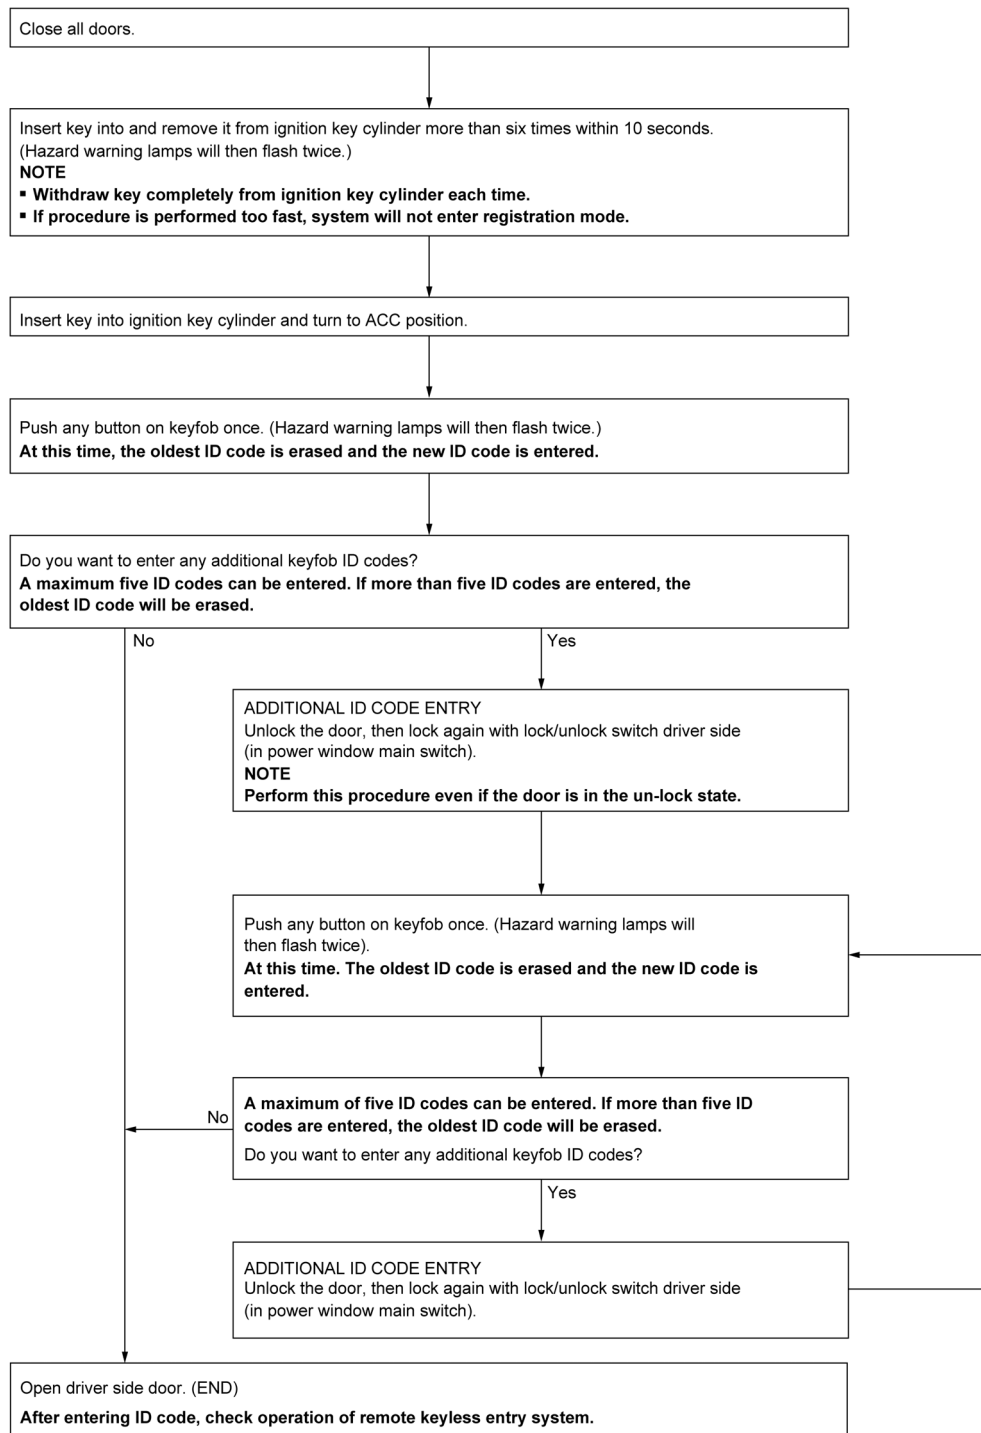 Close all doors.
Insert key into and remove it from ignition key cylinder more than six times within 10 seconds.
(Hazard warning lamps will then flash twice.)
NOTE
▪ Withdraw key completely from ignition key cylinder each time.
▪ If procedure is performed too fast, system will not enter registration mode.
Insert key into ignition key cylinder and turn to ACC position.
Push any button on keyfob once. (Hazard warning lamps will then flash twice.)
At this time, the oldest ID code is erased and the new ID code is entered.
Do you want to enter any additional keyfob ID codes?
A maximum five ID codes can be entered. If more than five ID codes are entered, the
oldest ID code will be erased.
No
Yes
ADDITIONAL ID CODE ENTRY
Unlock the door, then lock again with lock/unlock switch driver side
(in power window main switch).
NOTE
Perform this procedure even if the door is in the un-lock state.
Push any button on keyfob once. (Hazard warning lamps will
then flash twice).
At this time. The oldest ID code is erased and the new ID code is
entered.
No
A maximum of five ID codes can be entered. If more than five ID
codes are entered, the oldest ID code will be erased.
Do you want to enter any additional keyfob ID codes?
Yes
ADDITIONAL ID CODE ENTRY
Unlock the door, then lock again with lock/unlock switch driver side
(in power window main switch).
Open driver side door. (END)
After entering ID code, check operation of remote keyless entry system.